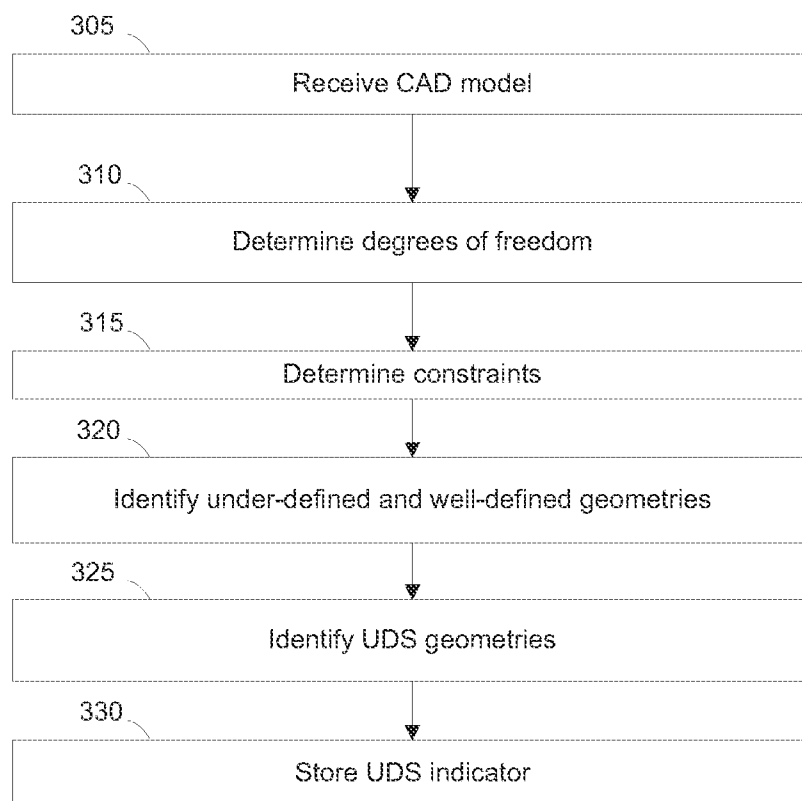 305
Receive CAD model
310
Determine degrees of freedom
315
Determine constraints
320
Identify under-defined and well-defined geometries
325
Identify UDS geometries
330
Store UDS indicator